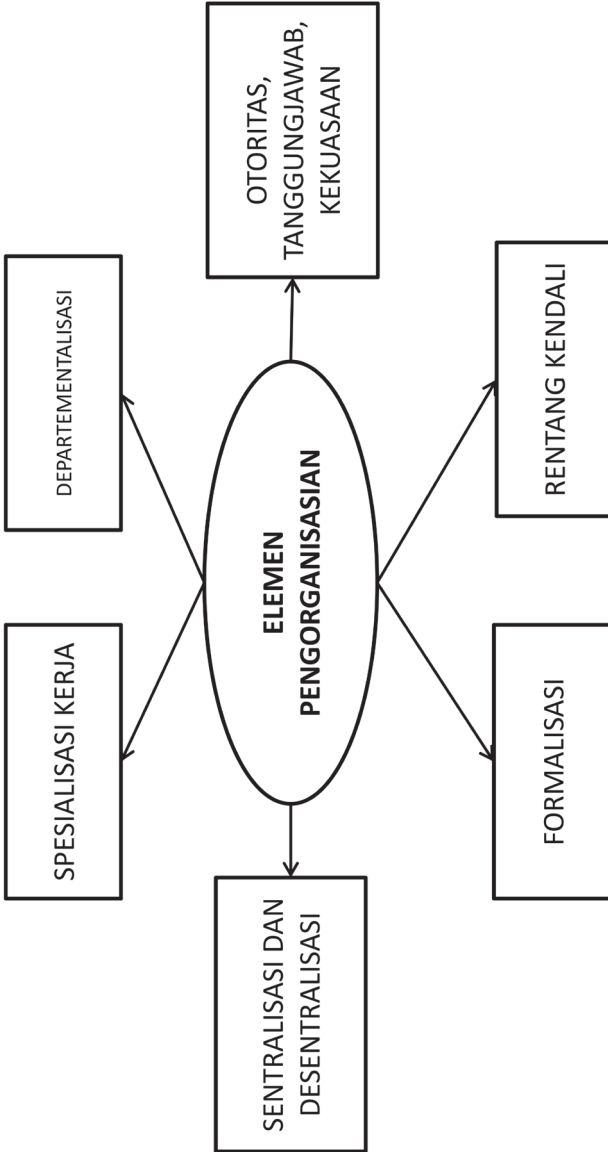 SPESIALISASI KERJA
DEPARTEMENTALISASI
SENTRALISASI DAN
DESENTRALISASI
ELEMEN
PENGORGANISASIAN
OTORITAS,
TANGGUNGJAWAB,
KEKUASAAN
FORMALISASI
RENTANG KENDALI